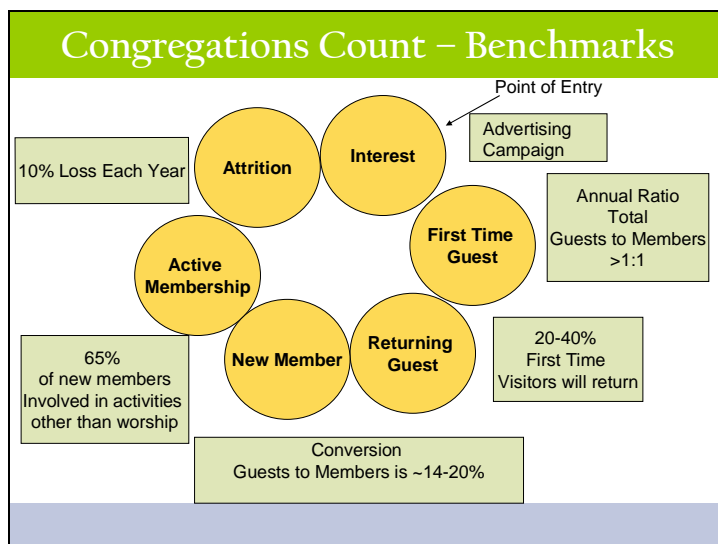 Congregations Count – Benchmarks
Point of Entry
Interest
Advertising
Campaign
First Time
Guest
Annual Ratio
Total
Guests to Members
>1:1
Returning
Guest
20-40%
First Time
Visitors will return
New Member
Conversion
Guests to Members is ~14-20%
Active
Membership
65%
of new members
Involved in activities
other than worship
Attrition
10% Loss Each Year